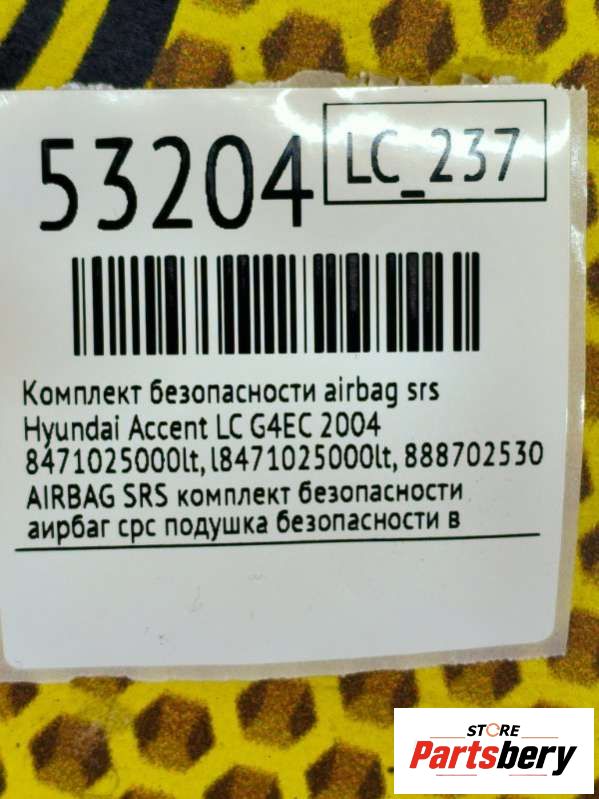 53204
LC_237
Комплект безопасности airbag srs
Hyundai Accent LC G4EC 2004
8471025000lt, l8471025000lt, 888702530
AIRBAG SRS комплект безопасности
аирбаг срс подушка безопасности в
STORE
Partsbery